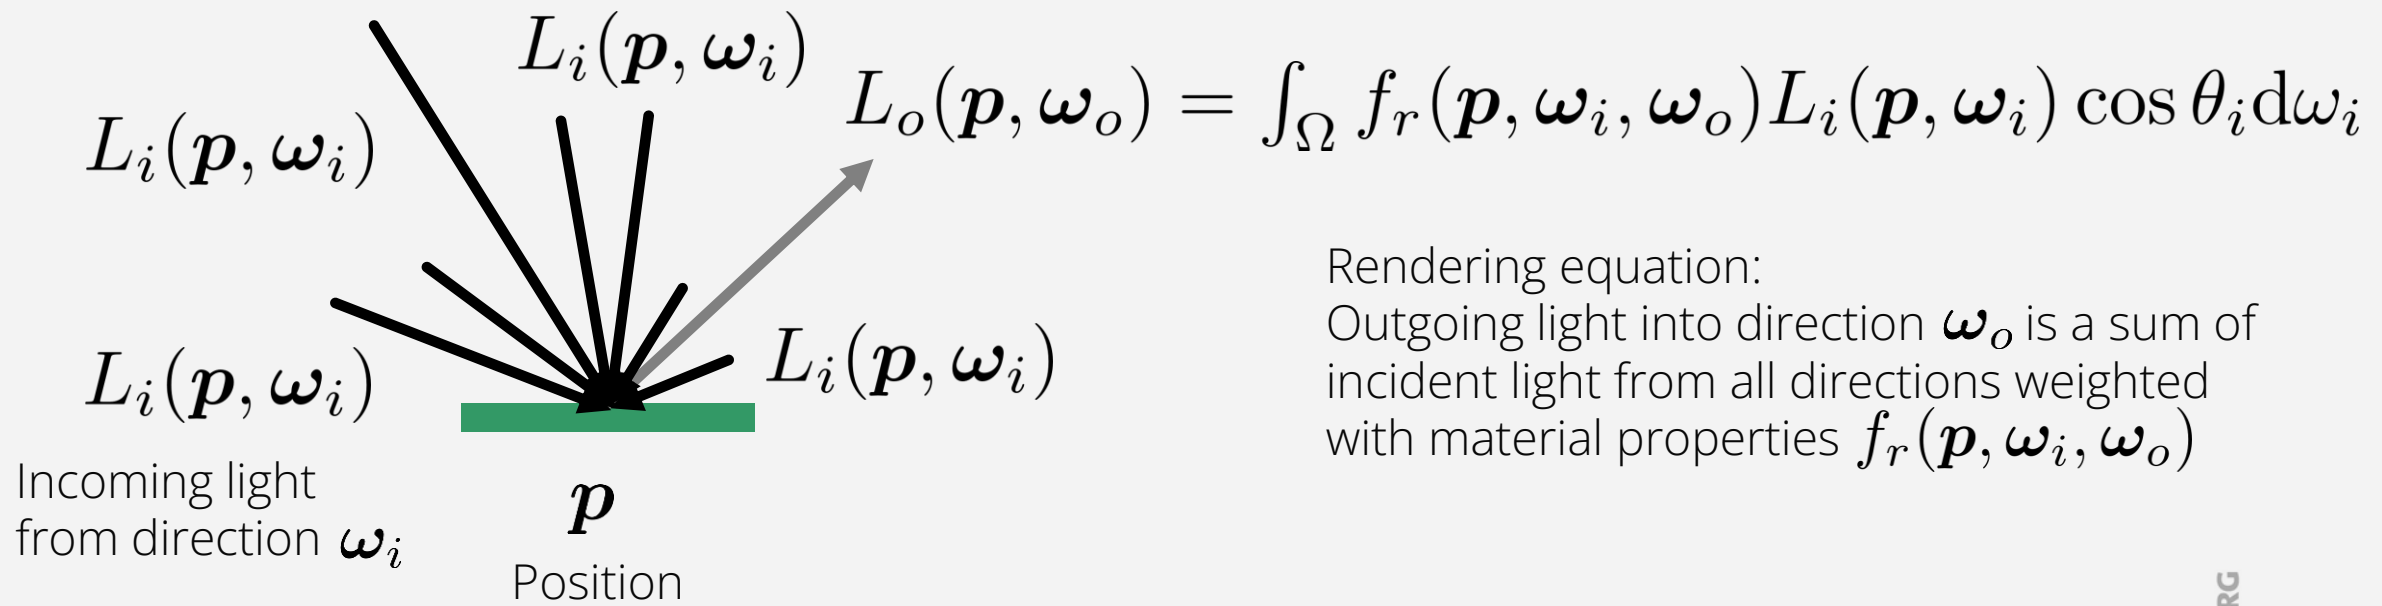 L_i(p, ω_i)
L_o(p, ω_o) = ∫_Ω f_r(p, ω_i, ω_o)L_i(p, ω_i) cos θ_i dω_i
L_i(p, ω_i)
Rendering equation:
Outgoing light into direction ω_o is a sum of
incident light from all directions weighted
with material properties f_r(p, ω_i, ω_o)
L_i(p, ω_i)
L_i(p, ω_i)
Incoming light
from direction ω_i
p
Position
RG